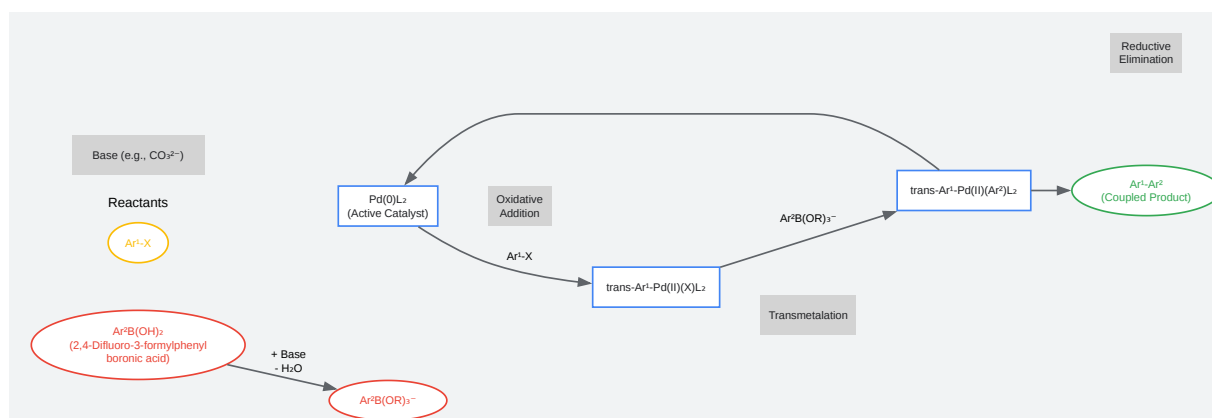 Reductive
Elimination
Base (e.g., CO₃²⁻)
Reactants
Ar¹-X
Ar²B(OH)₂
(2,4-Difluoro-3-formylphenyl
boronic acid)
+ Base
- H₂O
Ar²B(OR)₃⁻
Pd(0)L₂
(Active Catalyst)
Oxidative
Addition
Ar¹-X
trans-Ar¹-Pd(II)(X)L₂
Transmetalation
Ar²B(OR)₃⁻
trans-Ar¹-Pd(II)(Ar²)L₂
Ar¹-Ar²
(Coupled Product)